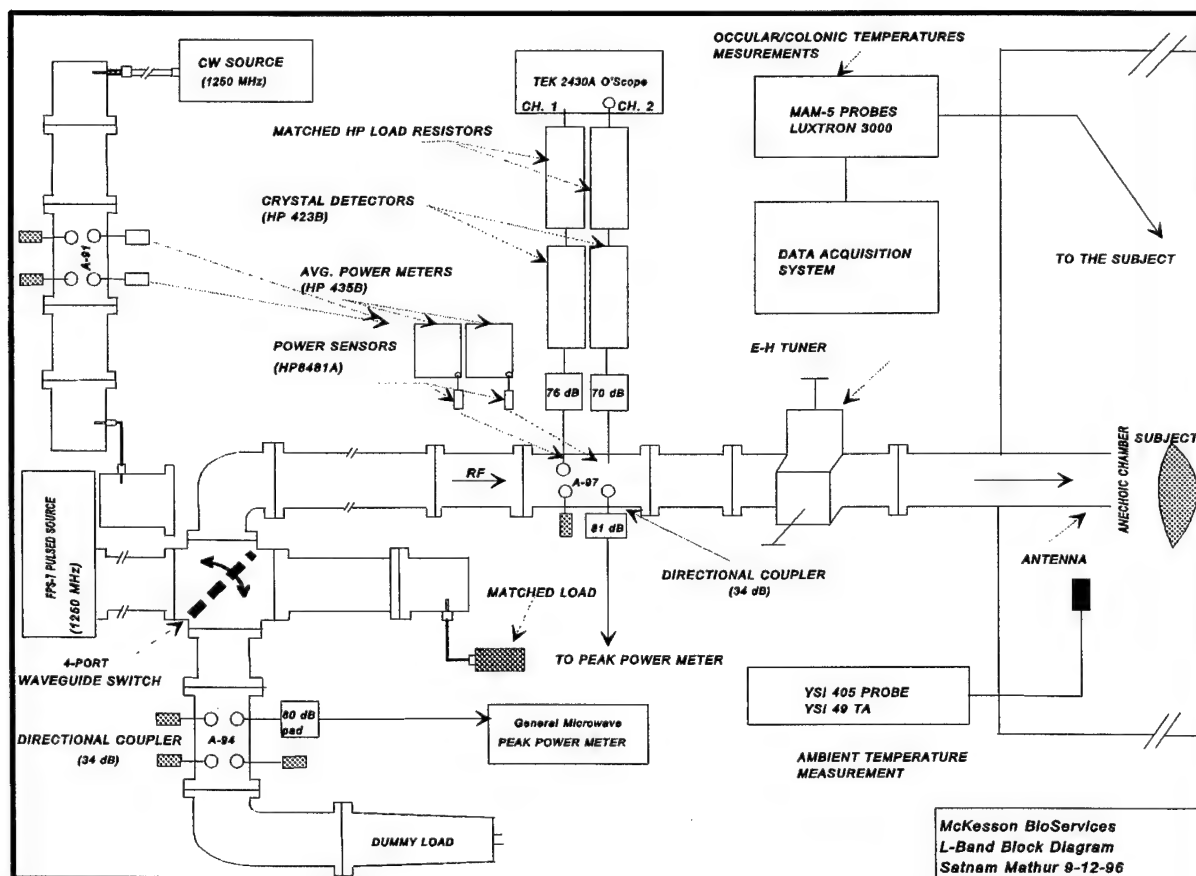 CW SOURCE
(1250 MHz)
TEK 2430A O'Scope
CH. 1
CH. 2
OCCULAR/COLONIC TEMPERATURES
MESUREMENTS
MAM-5 PROBES
LUXTRON 3000
MATCHED HP LOAD RESISTORS
CRYSTAL DETECTORS
(HP 423B)
A-91
DATA ACQUISITION
SYSTEM
TO THE SUBJECT
AVG. POWER METERS
(HP 435B)
POWER SENSORS
(HP8481A)
E-H TUNER
76 dB
70 dB
RF
A-97
81 dB
SUBJECT
ANECHOIC CHAMBER
ANTENNA
DIRECTIONAL COUPLER
(34 dB)
FPS-7 PULSED SOURCE
(1250 MHz)
MATCHED LOAD
TO PEAK POWER METER
4-PORT
WAVEGUIDE SWITCH
YSI 405 PROBE
YSI 49 TA
80 dB
pad
General Microwave
PEAK POWER METER
DIRECTIONAL COUPLER
(34 dB)
A-94
AMBIENT TEMPERATURE
MEASUREMENT
DUMMY LOAD
McKesson BioServices
L-Band Block Diagram
Satnam Mathur 9-12-96